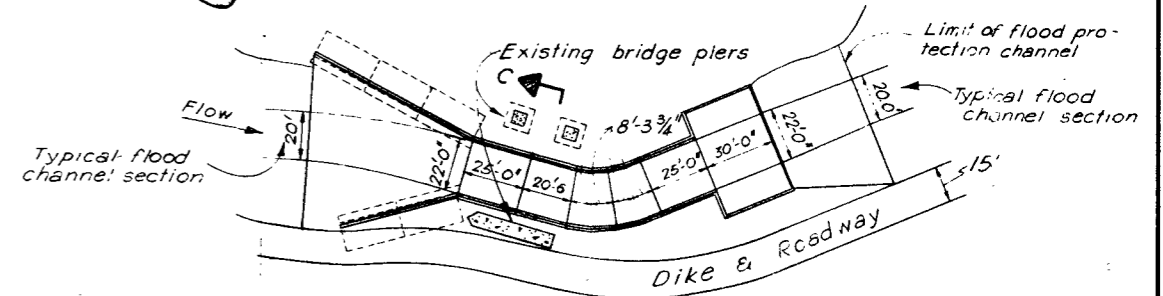 Existing bridge piers
C
Limit of flood pro-
tection channel
Flow
20'
Typical flood
channel section
22'-0"
25'-0"
20'-6
8'-3 3/4"
25'-0"
30'-0"
22'-0"
20'-0"
Typical flood
channel section
15'
Dike & Roadway